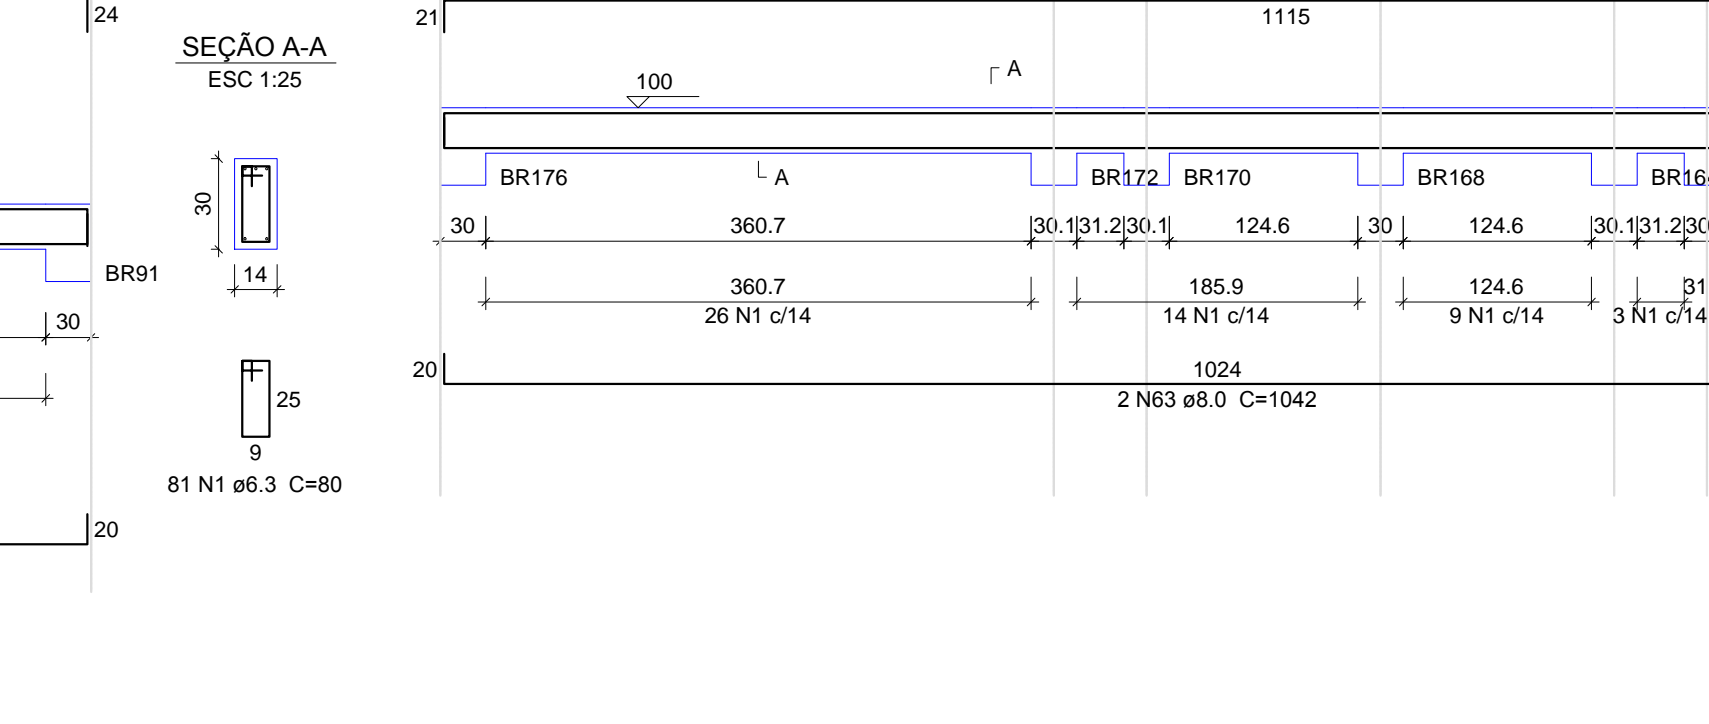 24
SEÇÃO A-A
ESC 1:25
30
14
25
9
81 N1 ø6.3 C=80
BR91
30
20
21
1115
A
100
BR176
A
BR172
BR170
BR168
30
360.7
30.1
31.2
30.1
124.6
30
124.6
30.1
31.2
360.7
185.9
124.6
26 N1 c/14
14 N1 c/14
9 N1 c/14
3 N1 c/14
20
1024
2 N63 ø8.0 C=1042